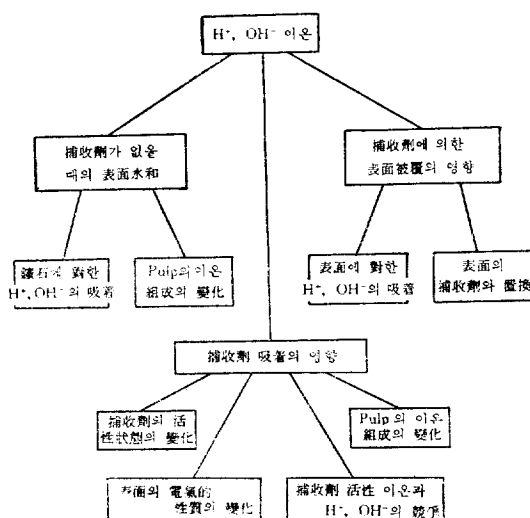 H⁺, OH⁻ 이온
捕收劑가 없을
때의 表面水和
捕收劑에 의한
表面被覆의 영향
鑛石에 對한
H⁺, OH⁻의 吸着
Pulp의 이온
組成의 變化
表面에 對한
H⁺, OH⁻의 吸着
表面의
捕收劑와 置換
捕收劑 吸着의 영향
捕收劑의 活
性狀態의 變化
Pulp의 이온
組成의 變化
表面의 電氣的
性質의 變化
捕收劑 活性 이온과
H⁺, OH⁻의 競爭